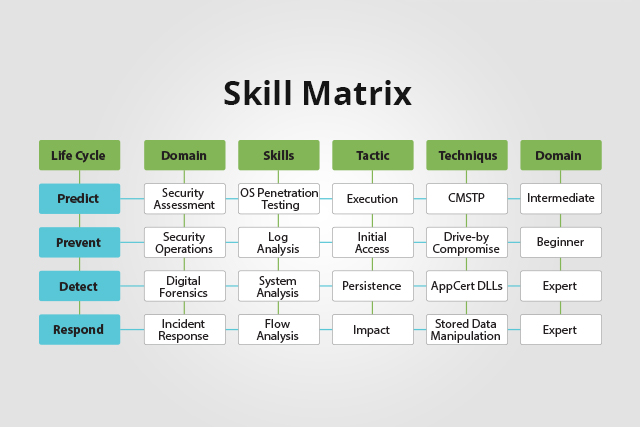 Skill Matrix
Life Cycle Domain Skills Tactic Techniqus Domain
Predict
Security
Assessment
OS Penetration
Testing
Execution
CMSTP
Intermediate
Prevent
Security
Operations
Log
Analysis
Initial
Access
Drive-by
Compromise
Beginner
Detect
Digital
Forensics
System
Analysis
Persistence
AppCert DLLs
Expert
Respond
Incident
Response
Flow
Analysis
Impact
Stored Data
Manipulation
Expert